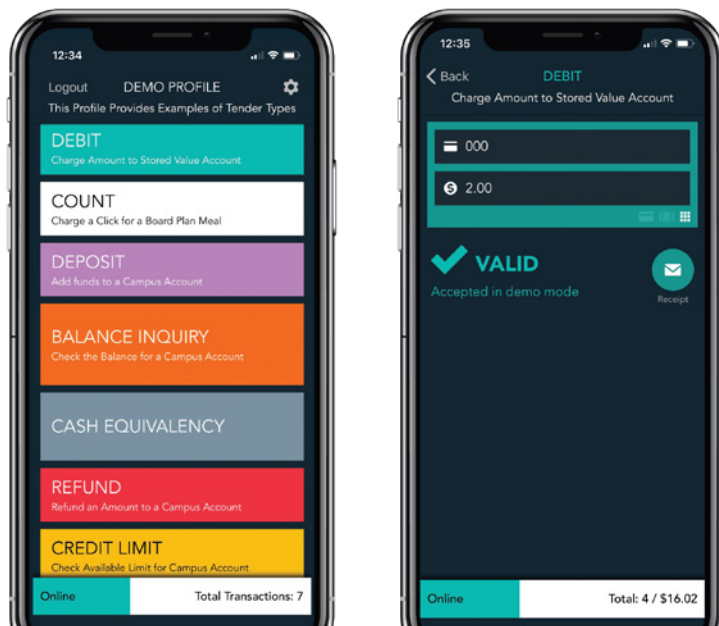 12:34
Logout DEMO PROFILE
This Profile Provides Examples of Tender Types
DEBIT
Charge Amount to Stored Value Account
COUNT
Charge a Click for a Board Plan Meal
DEPOSIT
Add funds to a Campus Account
BALANCE INQUIRY
Check the Balance for a Campus Account
CASH EQUIVALENCY
REFUND
Refund an Amount to a Campus Account
CREDIT LIMIT
Check Available Limit for Campus Account
Online Total Transactions: 7
12:35
Back DEBIT
Charge Amount to Stored Value Account
000
2.00
VALID
Accepted in demo mode
Receipt
Online Total: 4 / $16.02